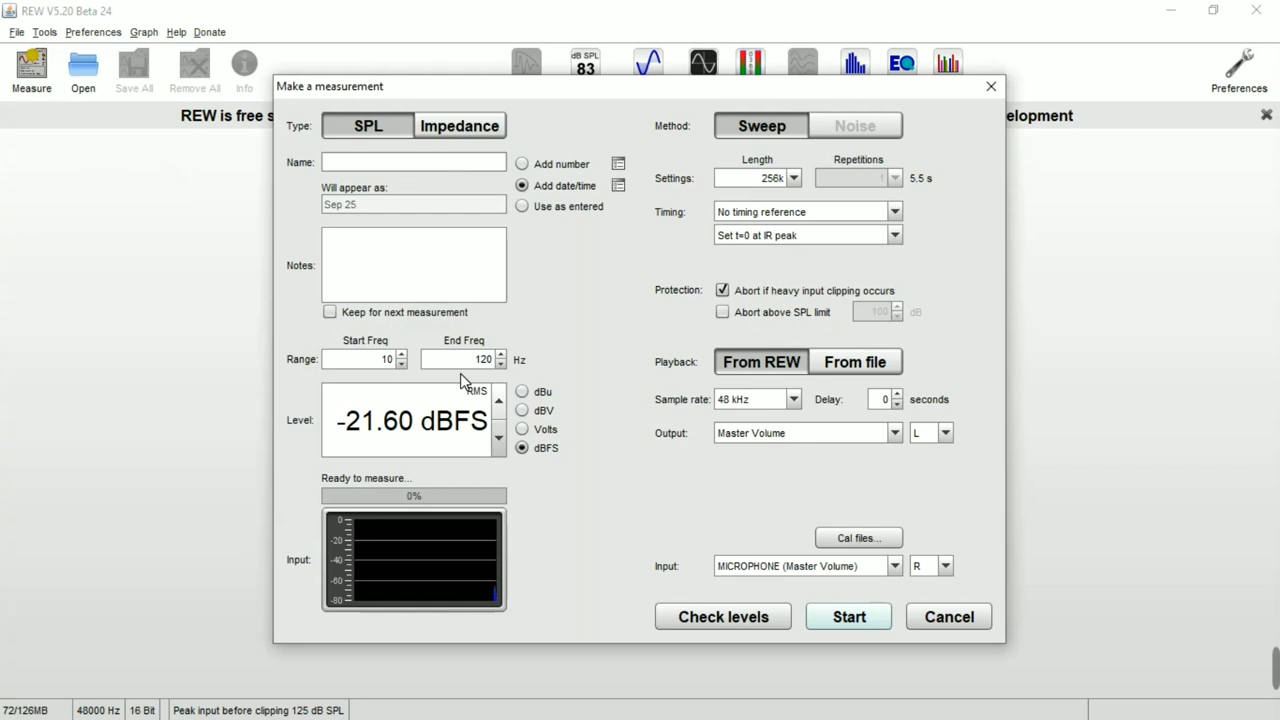 REW V5.20 Beta 24
File Tools Preferences Graph Help Donate
dB SPL
83
EQ
Measure Open Save All Remove All Info Preferences
REW is free s
elopment
Make a measurement
Type: SPL Impedance
Method: Sweep Noise
Name:
Add number
Length Repetitions
Settings: 256k 1 5.5 s
Will appear as:
Add date/time
Sep 25
Use as entered
Timing: No timing reference
Set t=0 at IR peak
Notes:
Protection: Abort if heavy input clipping occurs
Keep for next measurement
Abort above SPL limit 100 dB
Start Freq End Freq
Range: 10 120 Hz
Playback: From REW From file
RMS
dBu
Level: -21.60 dBFS
dBV
Volts
dBFS
Sample rate: 48 kHz Delay: 0 seconds
Output: Master Volume L
Ready to measure...
0%
Cal files...
Input:
0
-20
-40
-60
-80
Input: MICROPHONE (Master Volume) R
Check levels Start Cancel
72/126MB 48000 Hz 16 Bit Peak input before clipping 125 dB SPL